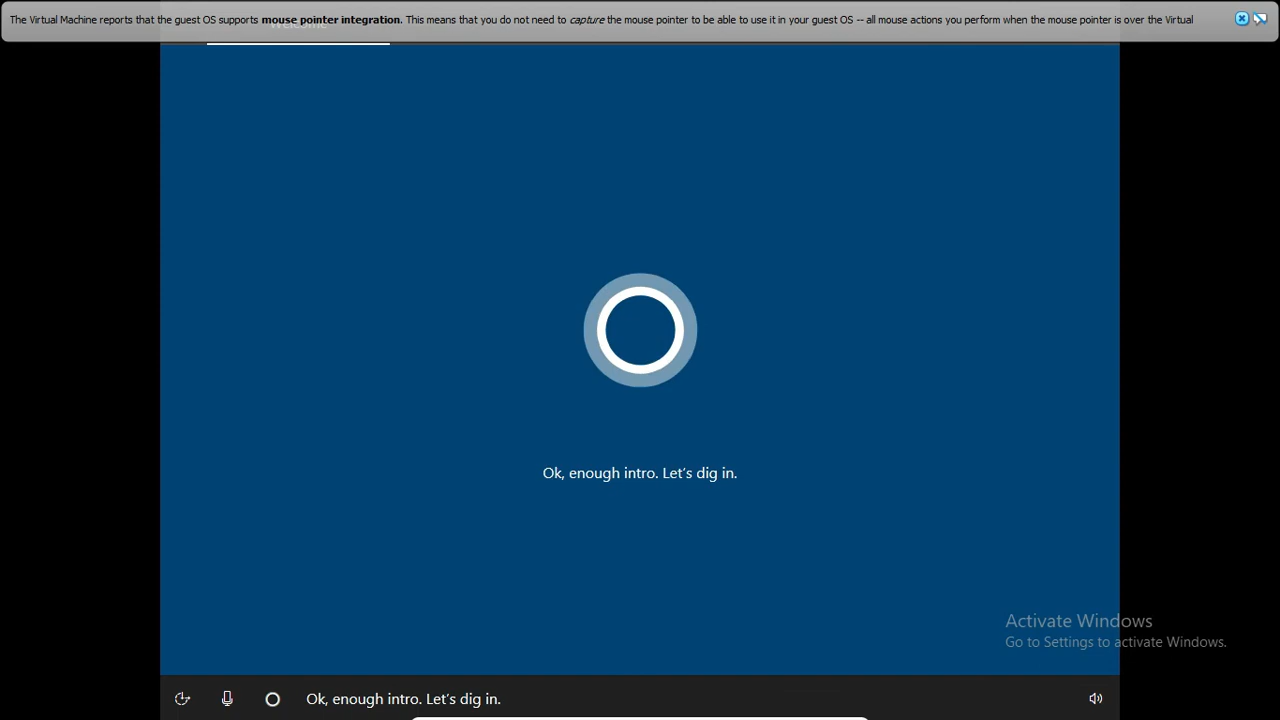 The Virtual Machine reports that the guest OS supports mouse pointer integration. This means that you do not need to capture the mouse pointer to be able to use it in your guest OS -- all mouse actions you perform when the mouse pointer is over the Virtual
Welcome
Ok, enough intro. Let's dig in.
Activate Windows
Go to Settings to activate Windows.
Ok, enough intro. Let's dig in.